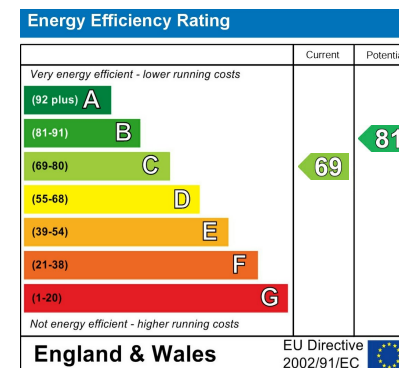 Energy Efficiency Rating
Current Potentia
Very energy efficient - lower running costs
(92 plus) A
(81-91) B
81
(69-80) C
69
(55-68) D
(39-54) E
(21-38) F
(1-20) G
Not energy efficient - higher running costs
England & Wales
EU Directive
2002/91/EC